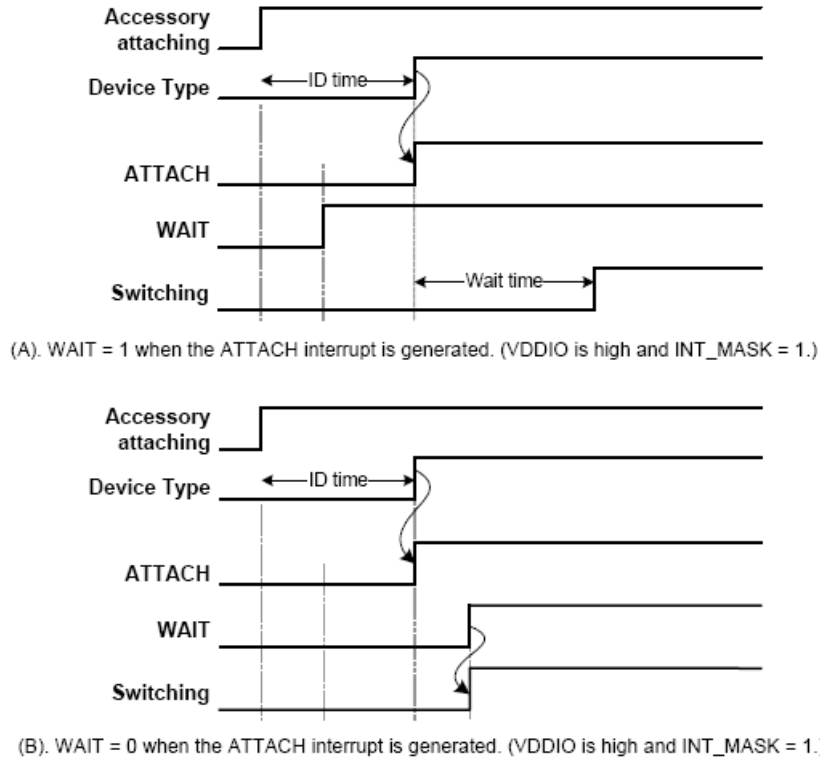 Accessory
attaching
ID time
Device Type
ATTACH
WAIT
Wait time
Switching
(A). WAIT = 1 when the ATTACH interrupt is generated. (VDDIO is high and INT_MASK = 1.)
Accessory
attaching
ID time
Device Type
ATTACH
WAIT
Switching
(B). WAIT = 0 when the ATTACH interrupt is generated. (VDDIO is high and INT_MASK = 1.